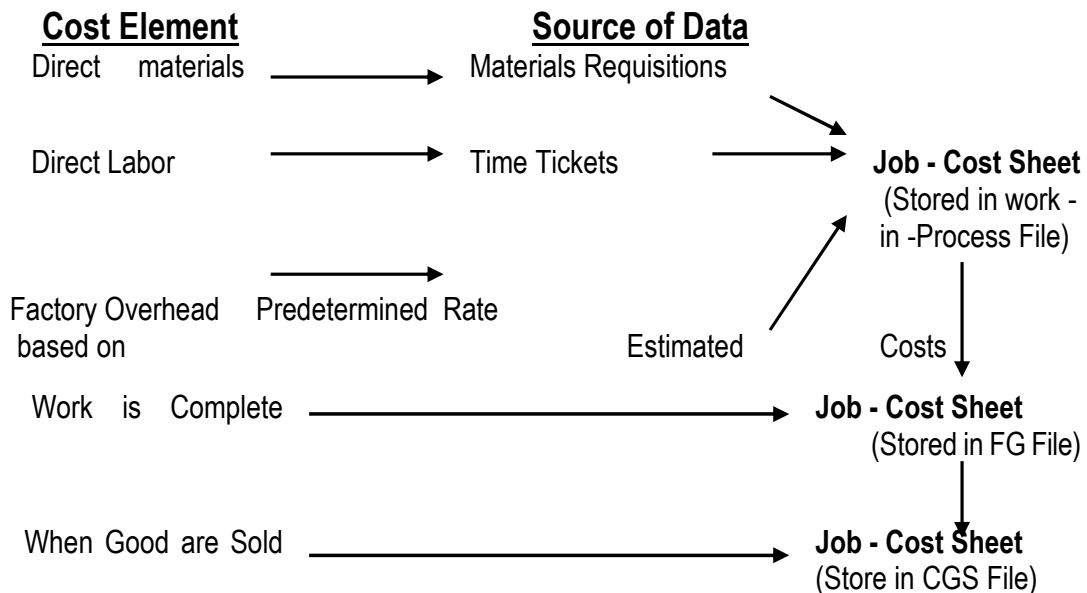 Cost Element Source of Data
Direct materials Materials Requisitions
Direct Labor Time Tickets Job - Cost Sheet
(Stored in work -
in -Process File)
Factory Overhead Predetermined Rate
based on Estimated Costs
Work is Complete Job - Cost Sheet
(Stored in FG File)
When Good are Sold Job - Cost Sheet
(Store in CGS File)